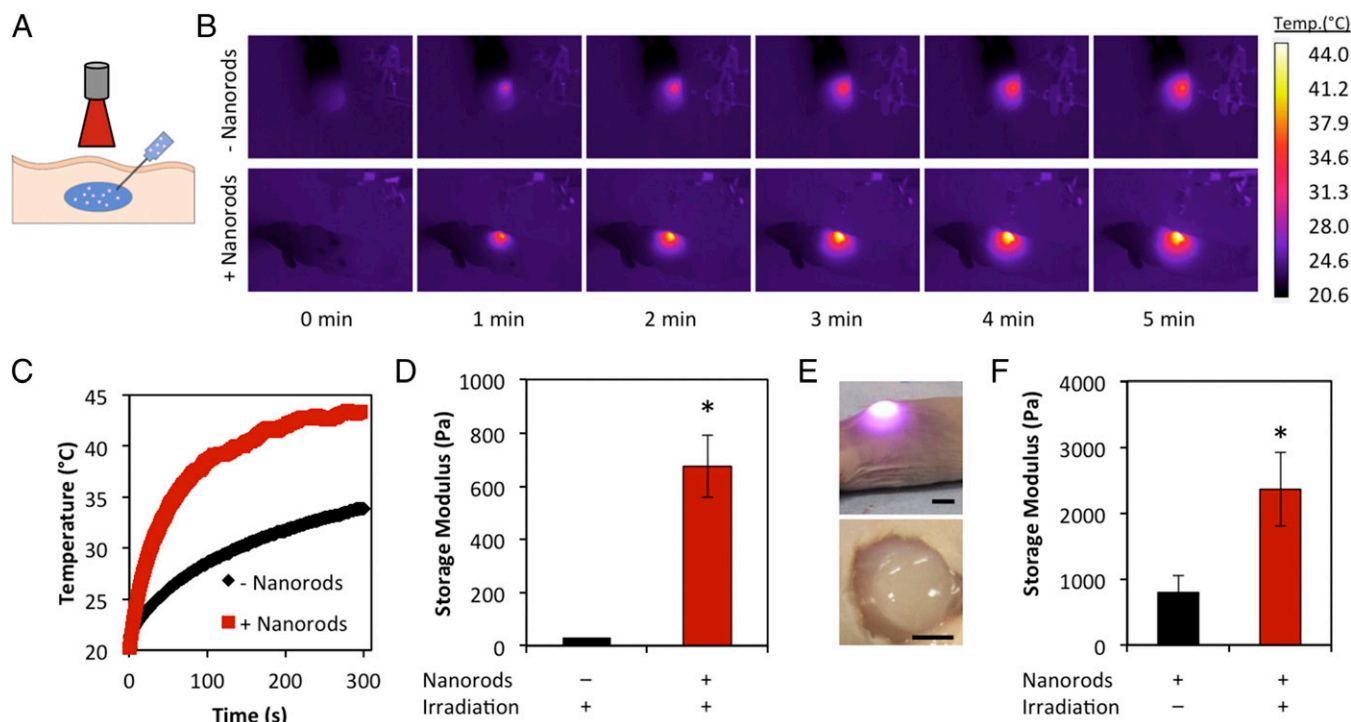 A
B
Temp.(°C)
- Nanorods
+ Nanorods
44.0
41.2
37.9
34.6
31.3
28.0
24.6
20.6
0 min 1 min 2 min 3 min 4 min 5 min
C
Temperature (°C)
45
40
35
30
25
20
- Nanorods
+ Nanorods
0 100 200 300
Time (s)
D
Storage Modulus (Pa)
1000
800
600
400
200
0
*
Nanorods – +
Irradiation + +
E
F
Storage Modulus (Pa)
4000
3000
2000
1000
0
*
Nanorods + +
Irradiation – +